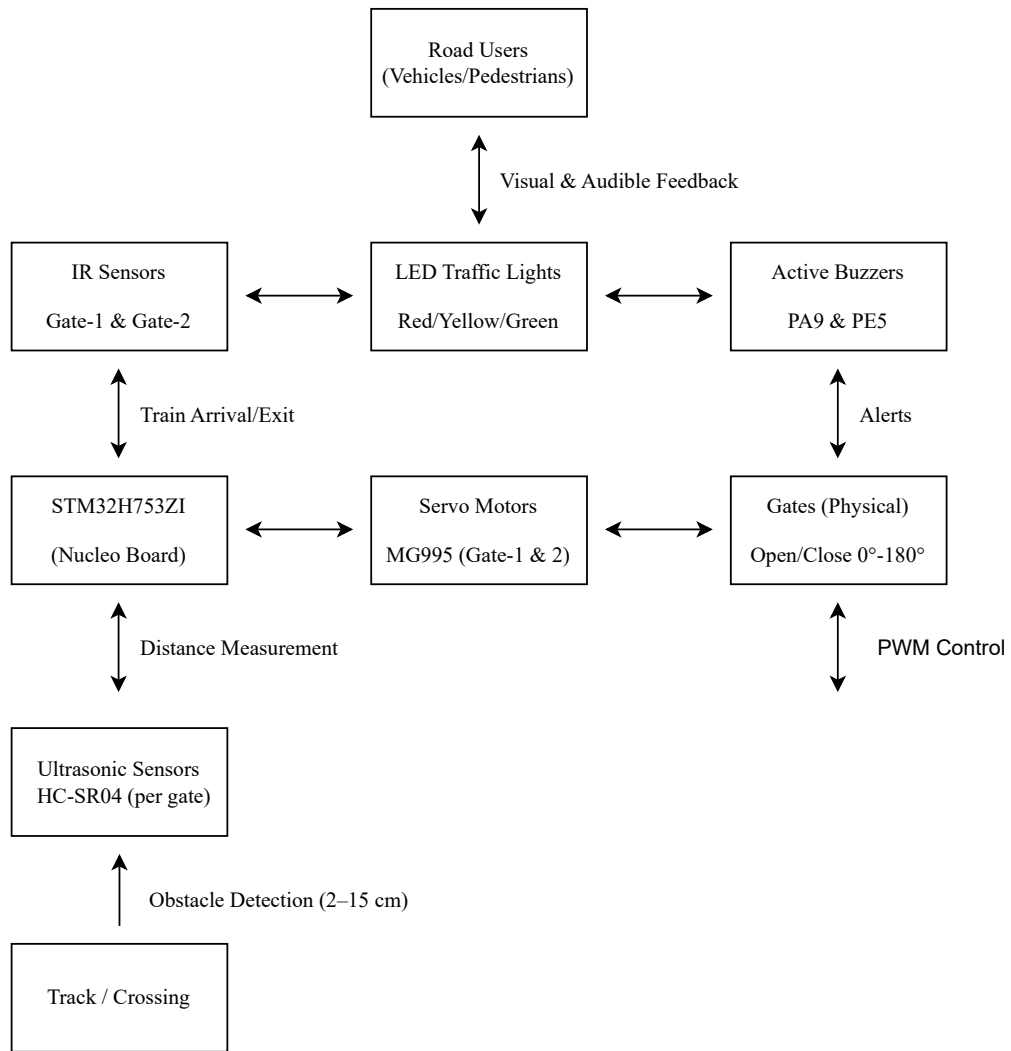 Road Users
(Vehicles/Pedestrians)
Visual & Audible Feedback
IR Sensors
Gate-1 & Gate-2
LED Traffic Lights
Red/Yellow/Green
Active Buzzers
PA9 & PE5
Train Arrival/Exit
Alerts
STM32H753ZI
(Nucleo Board)
Servo Motors
MG995 (Gate-1 & 2)
Gates (Physical)
Open/Close 0°-180°
Distance Measurement
PWM Control
Ultrasonic Sensors
HC-SR04 (per gate)
Obstacle Detection (2–15 cm)
Track / Crossing